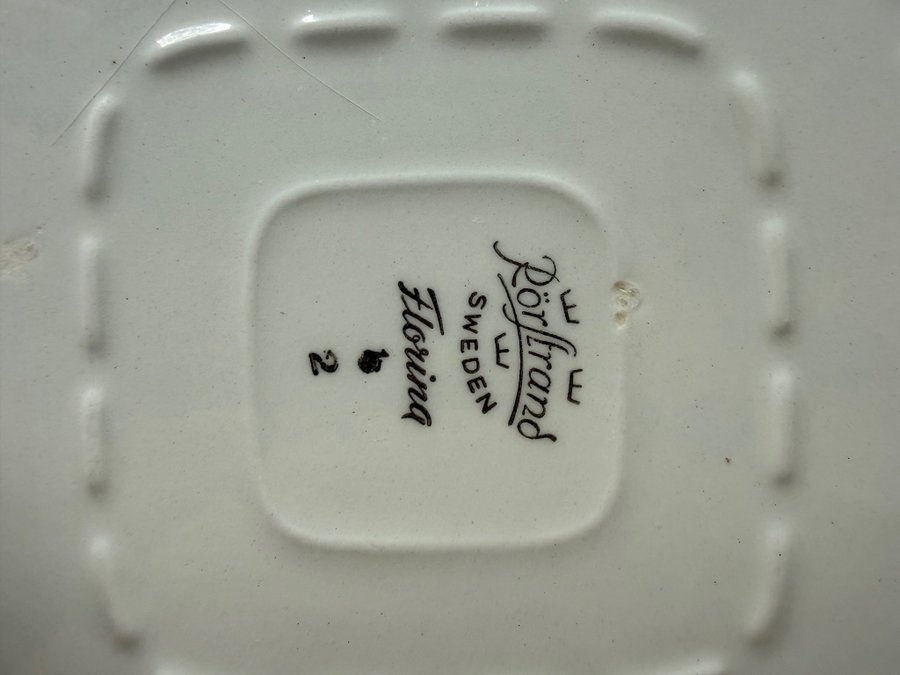 Rörstrand
SWEDEN
Florina
2